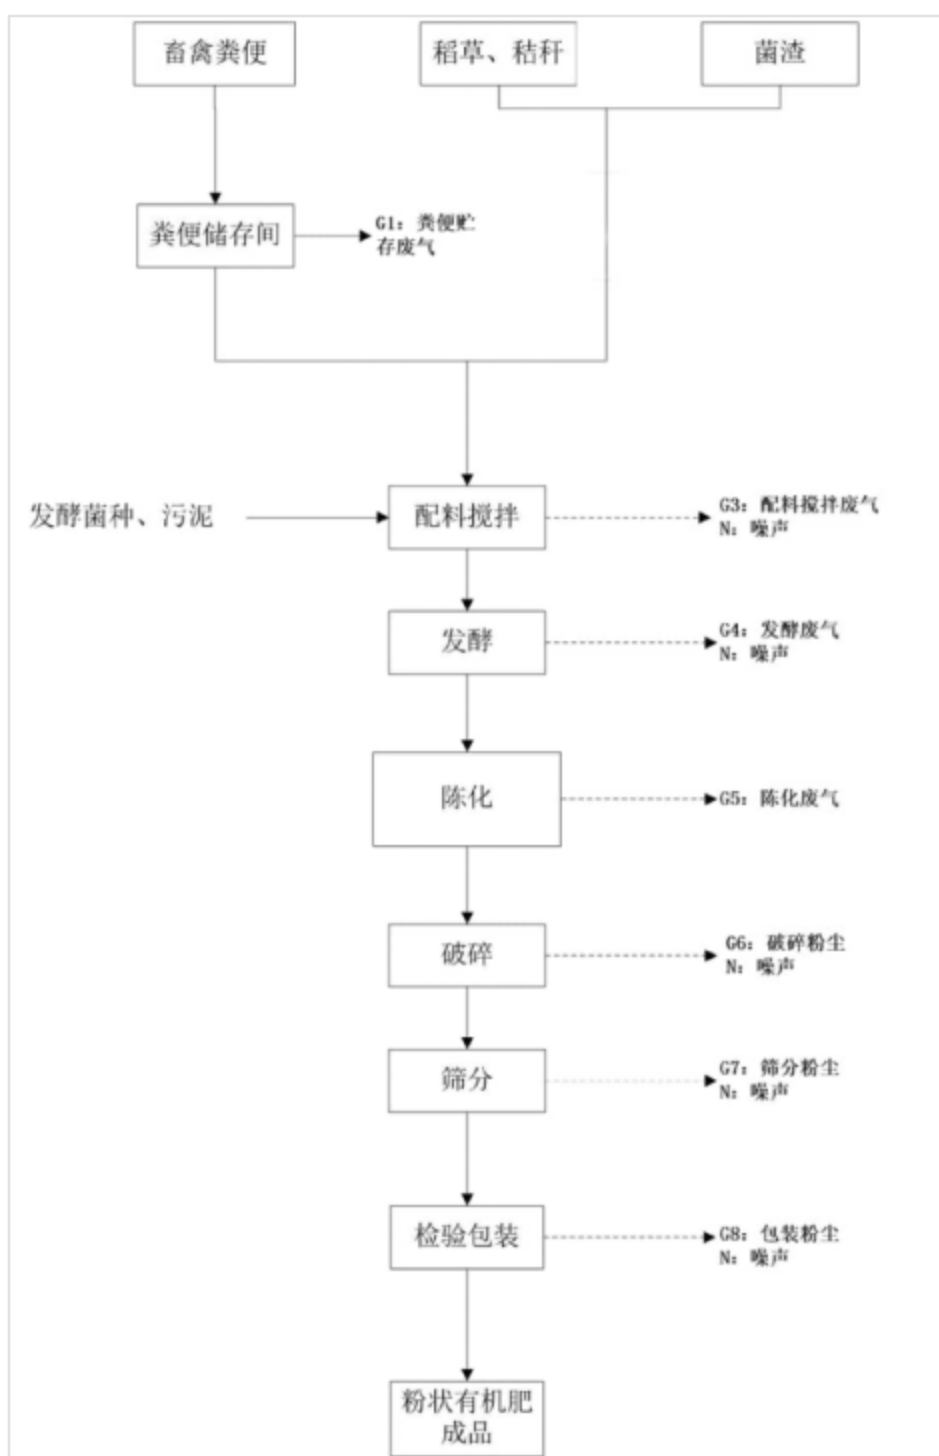 畜禽粪便
稻草、秸秆
菌渣
粪便储存间
G1：粪便贮
存废气
发酵菌种、污泥
配料搅拌
G3：配料搅拌废气
N：噪声
发酵
G4：发酵废气
N：噪声
陈化
G5：陈化废气
破碎
G6：破碎粉尘
N：噪声
筛分
G7：筛分粉尘
N：噪声
检验包装
G8：包装粉尘
N：噪声
粉状有机肥
成品